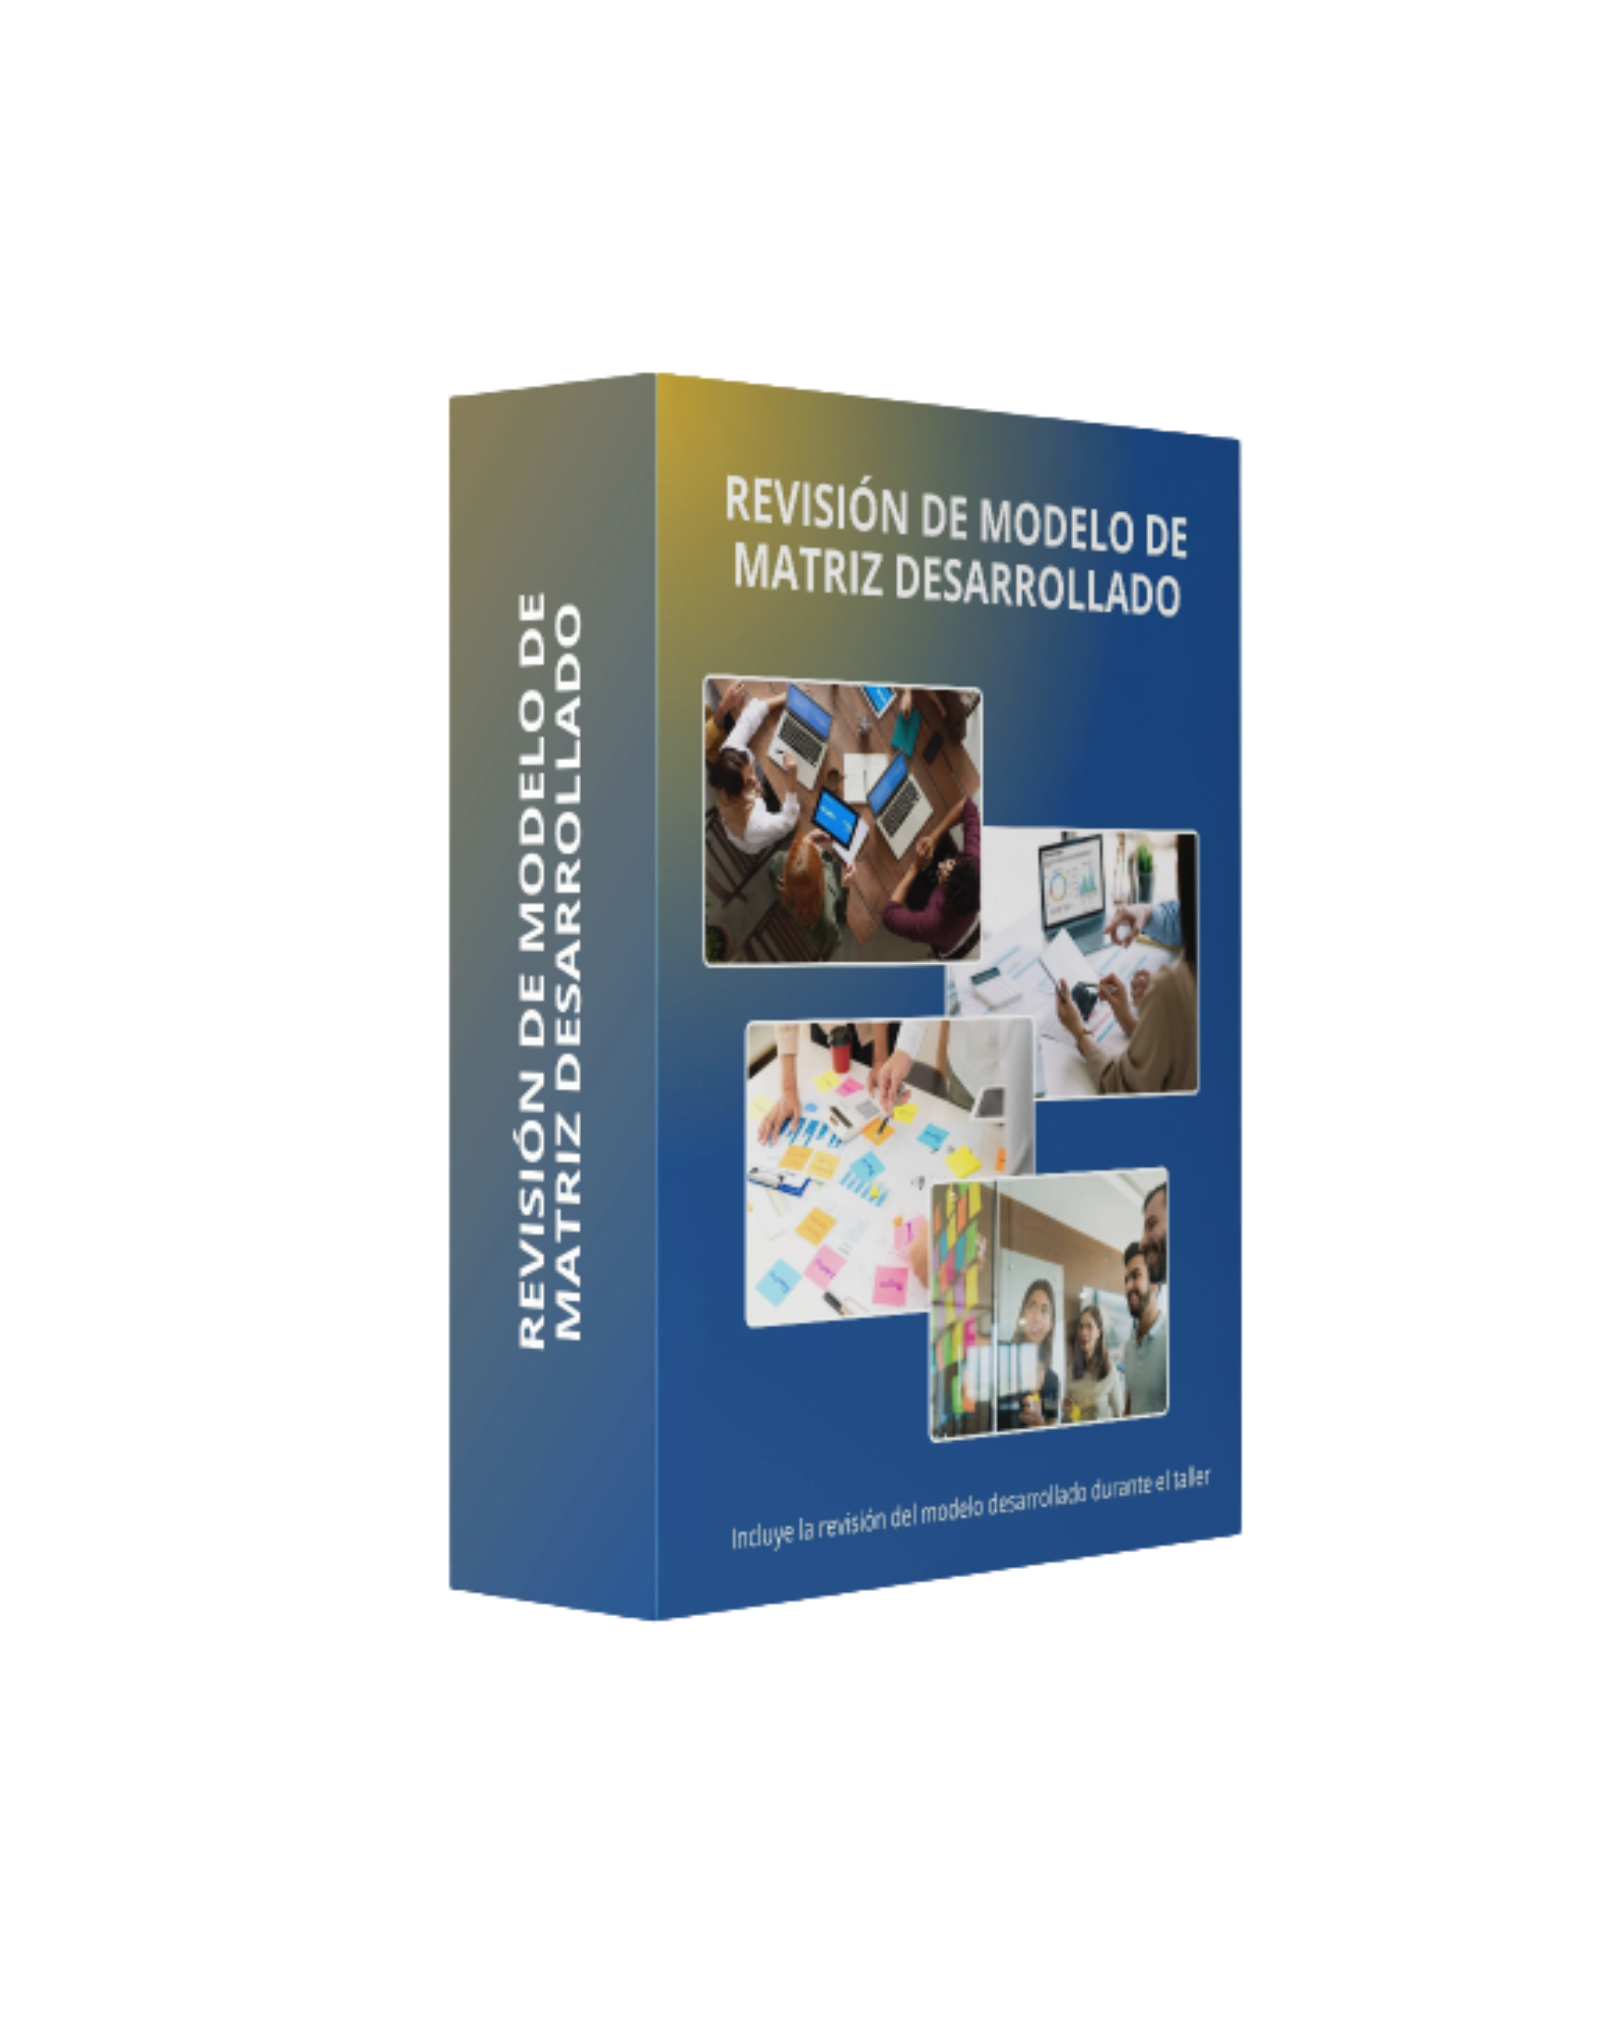 REVISIÓN DE MODELO DE
MATRIZ DESARROLLADO
REVISIÓN DE MODELO DE
MATRIZ DESARROLLADO
Incluye la revisión del modelo desarrollado durante el taller